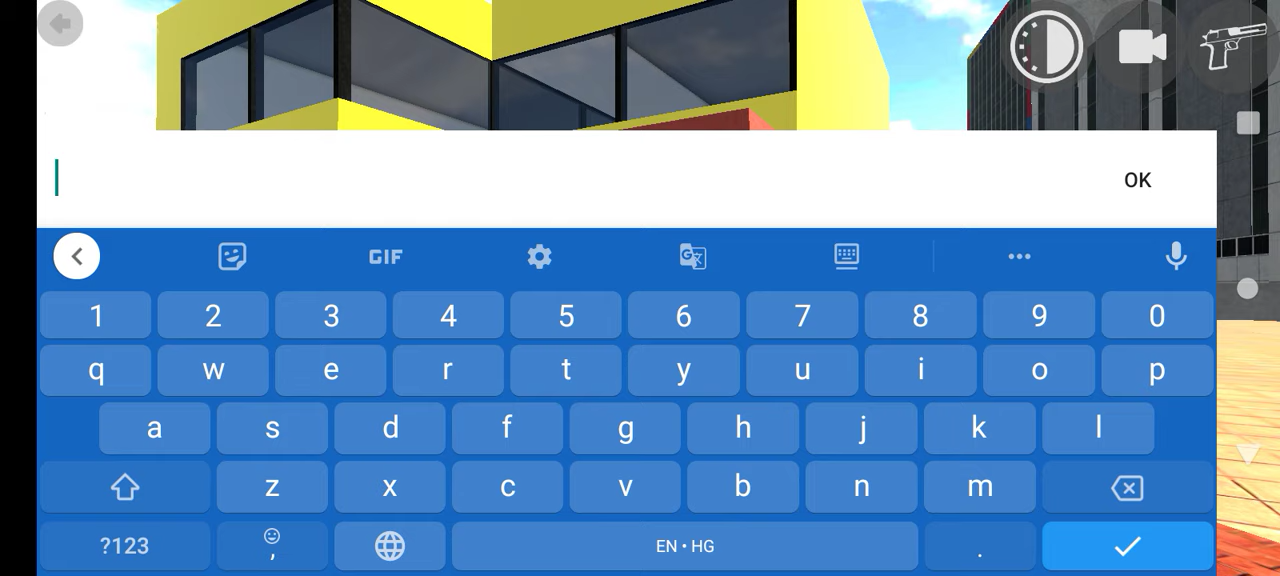 OK
GIF
1 2 3 4 5 6 7 8 9 0
q w e r t y u i o p
a s d f g h j k l
z x c v b n m
?123 , EN • HG .